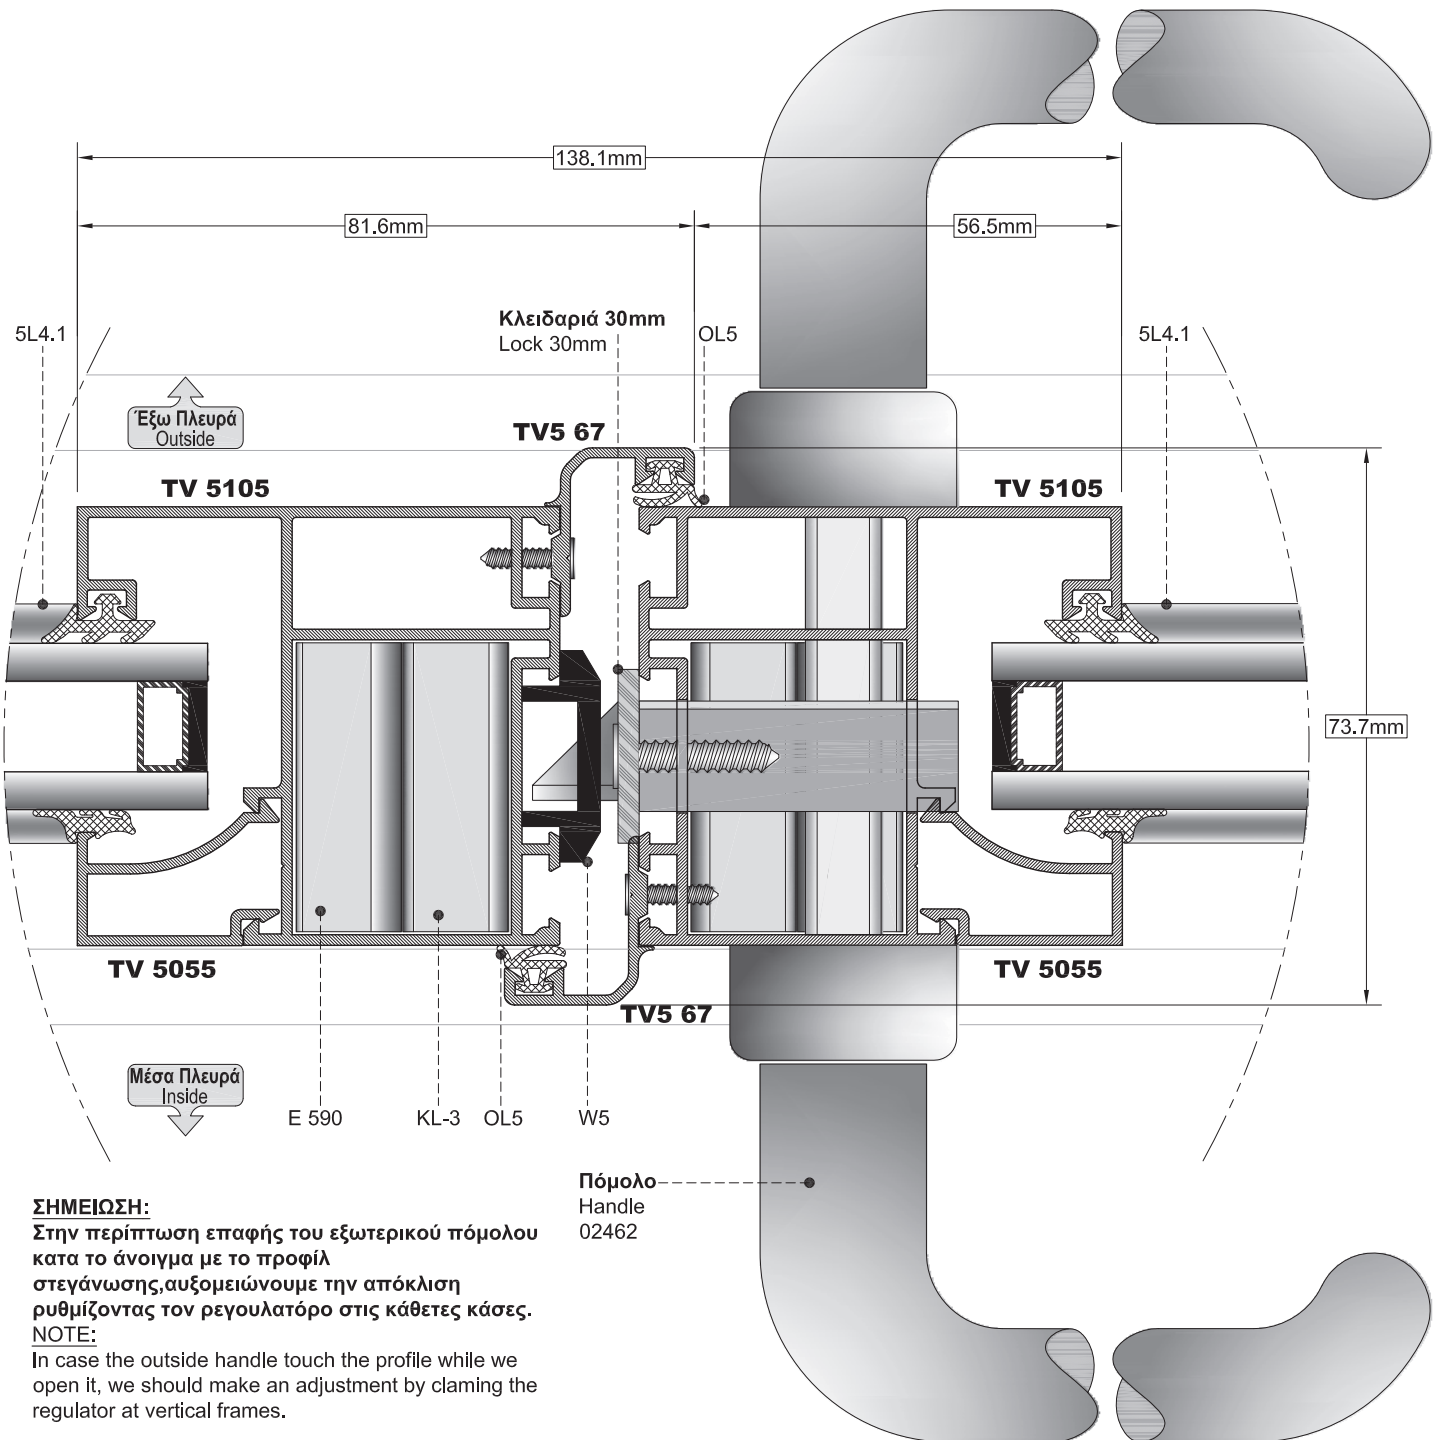 138.1mm
81.6mm
56.5mm
5L4.1
Κλειδαριά 30mm
Lock 30mm
OL5
5L4.1
Έξω Πλευρά
Outside
TV5 67
TV 5105
TV 5105
73.7mm
TV 5055
TV 5055
TV5 67
Μέσα Πλευρά
Inside
E 590
KL-3
OL5
W5
Πόμολο
Handle
02462
ΣΗΜΕΙΩΣΗ:
Στην περίπτωση επαφής του εξωτερικού πόμολου
κατα το άνοιγμα με το προφίλ
στεγάνωσης,αυξομειώνουμε την απόκλιση
ρυθμίζοντας τον ρεγουλατόρο στις κάθετες κάσες.
NOTE:
In case the outside handle touch the profile while we
open it, we should make an adjustment by claming the
regulator at vertical frames.